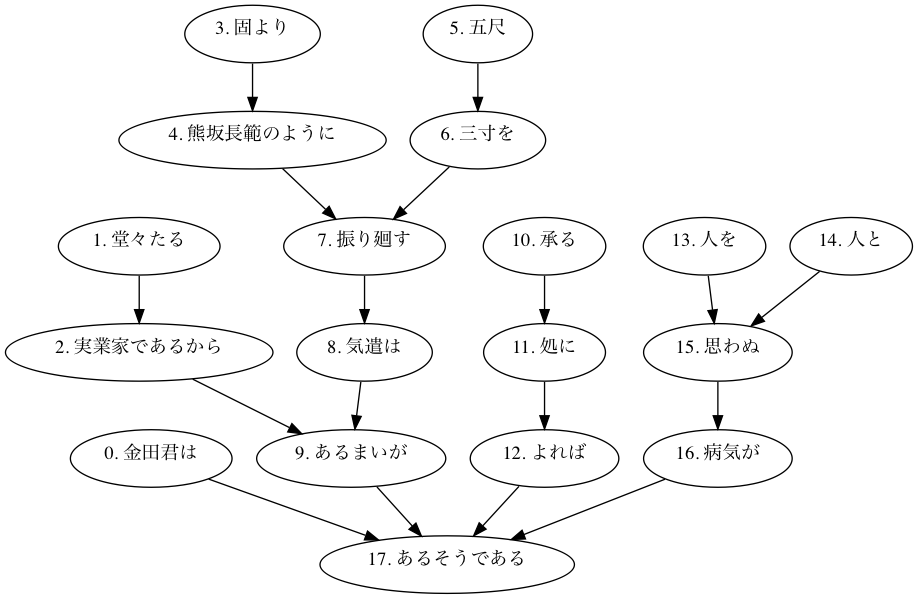 3. 固より
5. 五尺
4. 熊坂長範のように
6. 三寸を
1. 堂々たる
7. 振り廻す
10. 承る
13. 人を
14. 人と
2. 実業家であるから
8. 気遣は
11. 処に
15. 思わぬ
0. 金田君は
9. あるまいが
12. よれば
16. 病気が
17. あるそうである